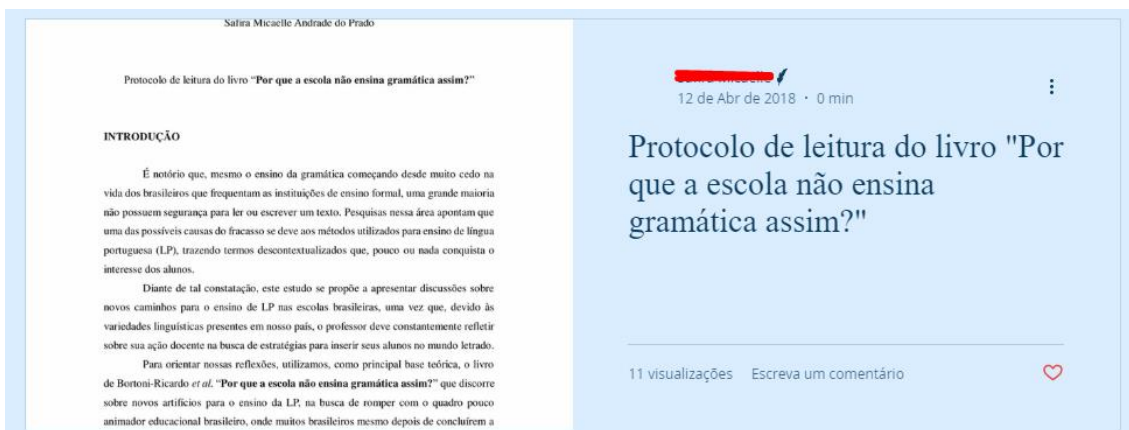 Safira Micaelle Andrade do Prado
Protocolo de leitura do livro “Por que a escola não ensina gramática assim?”
INTRODUÇÃO
É notório que, mesmo o ensino da gramática começando desde muito cedo na
vida dos brasileiros que frequentam as instituições de ensino formal, uma grande maioria
não possuem segurança para ler ou escrever um texto. Pesquisas nessa área apontam que
uma das possíveis causas do fracasso se deve aos métodos utilizados para ensino de língua
portuguesa (LP), trazendo termos descontextualizados que, pouco ou nada conquista o
interesse dos alunos.
Diante de tal constatação, este estudo se propõe a apresentar discussões sobre
novos caminhos para o ensino de LP nas escolas brasileiras, uma vez que, devido às
variedades linguísticas presentes em nosso país, o professor deve constantemente refletir
sobre sua ação docente na busca de estratégias para inserir seus alunos no mundo letrado.
Para orientar nossas reflexões, utilizamos, como principal base teórica, o livro
de Bortoni-Ricardo et al. “Por que a escola não ensina gramática assim?” que discorre
sobre novos artifícios para o ensino da LP, na busca de romper com o quadro pouco
animador educacional brasileiro, onde muitos brasileiros mesmo depois de concluírem a
12 de Abr de 2018 · 0 min
Protocolo de leitura do livro "Por
que a escola não ensina
gramática assim?"
11 visualizações Escreva um comentário